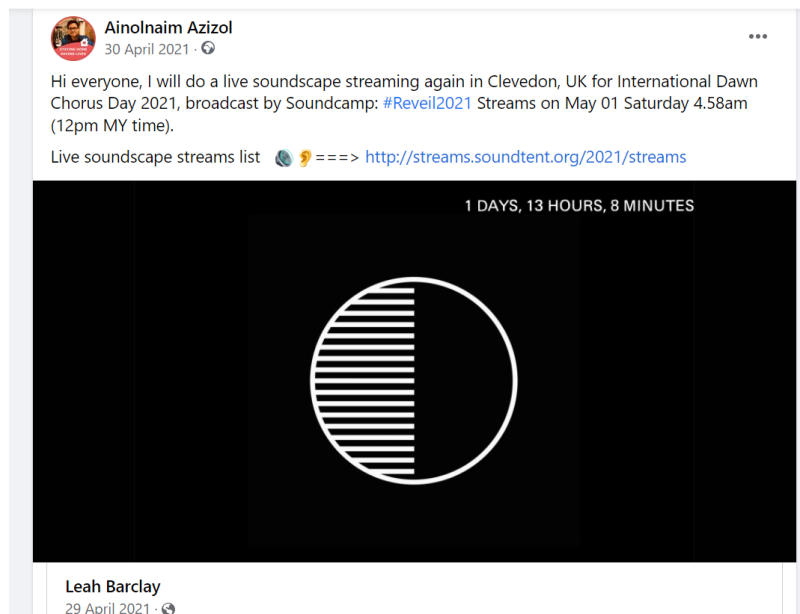 Ainolnaim Azizol
30 April 2021 ·
Hi everyone, I will do a live soundscape streaming again in Clevedon, UK for International Dawn
Chorus Day 2021, broadcast by Soundcamp: #Reveil2021 Streams on May 01 Saturday 4.58am
(12pm MY time).
Live soundscape streams list 👂===> http://streams.soundtent.org/2021/streams
1 DAYS, 13 HOURS, 8 MINUTES
Leah Barclay
29 April 2021 ·